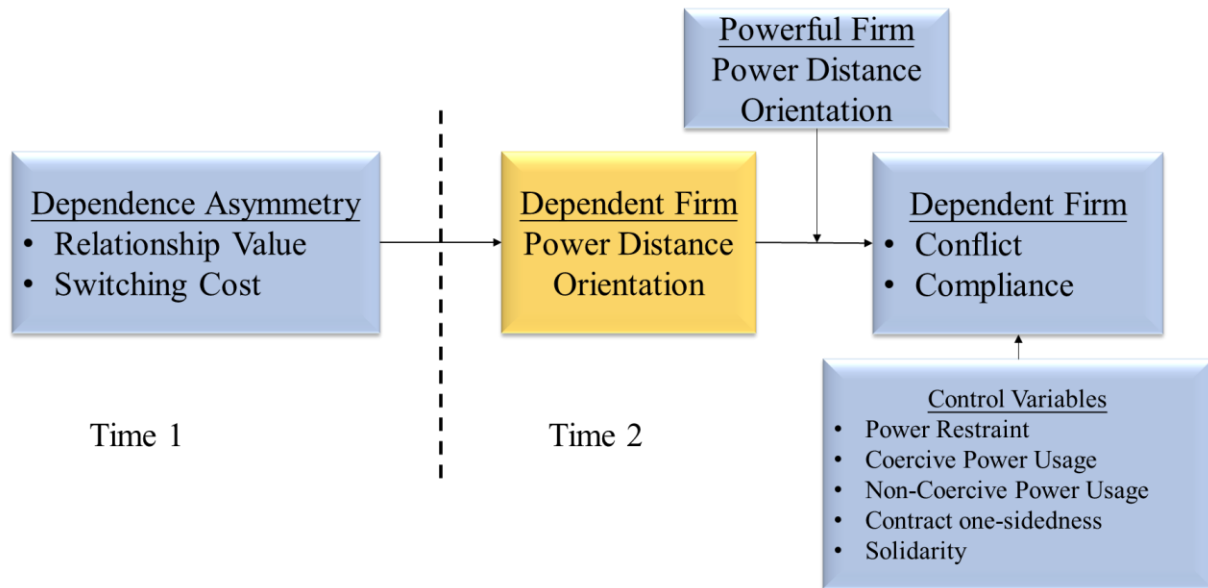 Powerful Firm
Power Distance
Orientation
Dependence Asymmetry
• Relationship Value
• Switching Cost
Dependent Firm
Power Distance
Orientation
Dependent Firm
• Conflict
• Compliance
Time 1
Time 2
Control Variables
• Power Restraint
• Coercive Power Usage
• Non-Coercive Power Usage
• Contract one-sidedness
• Solidarity